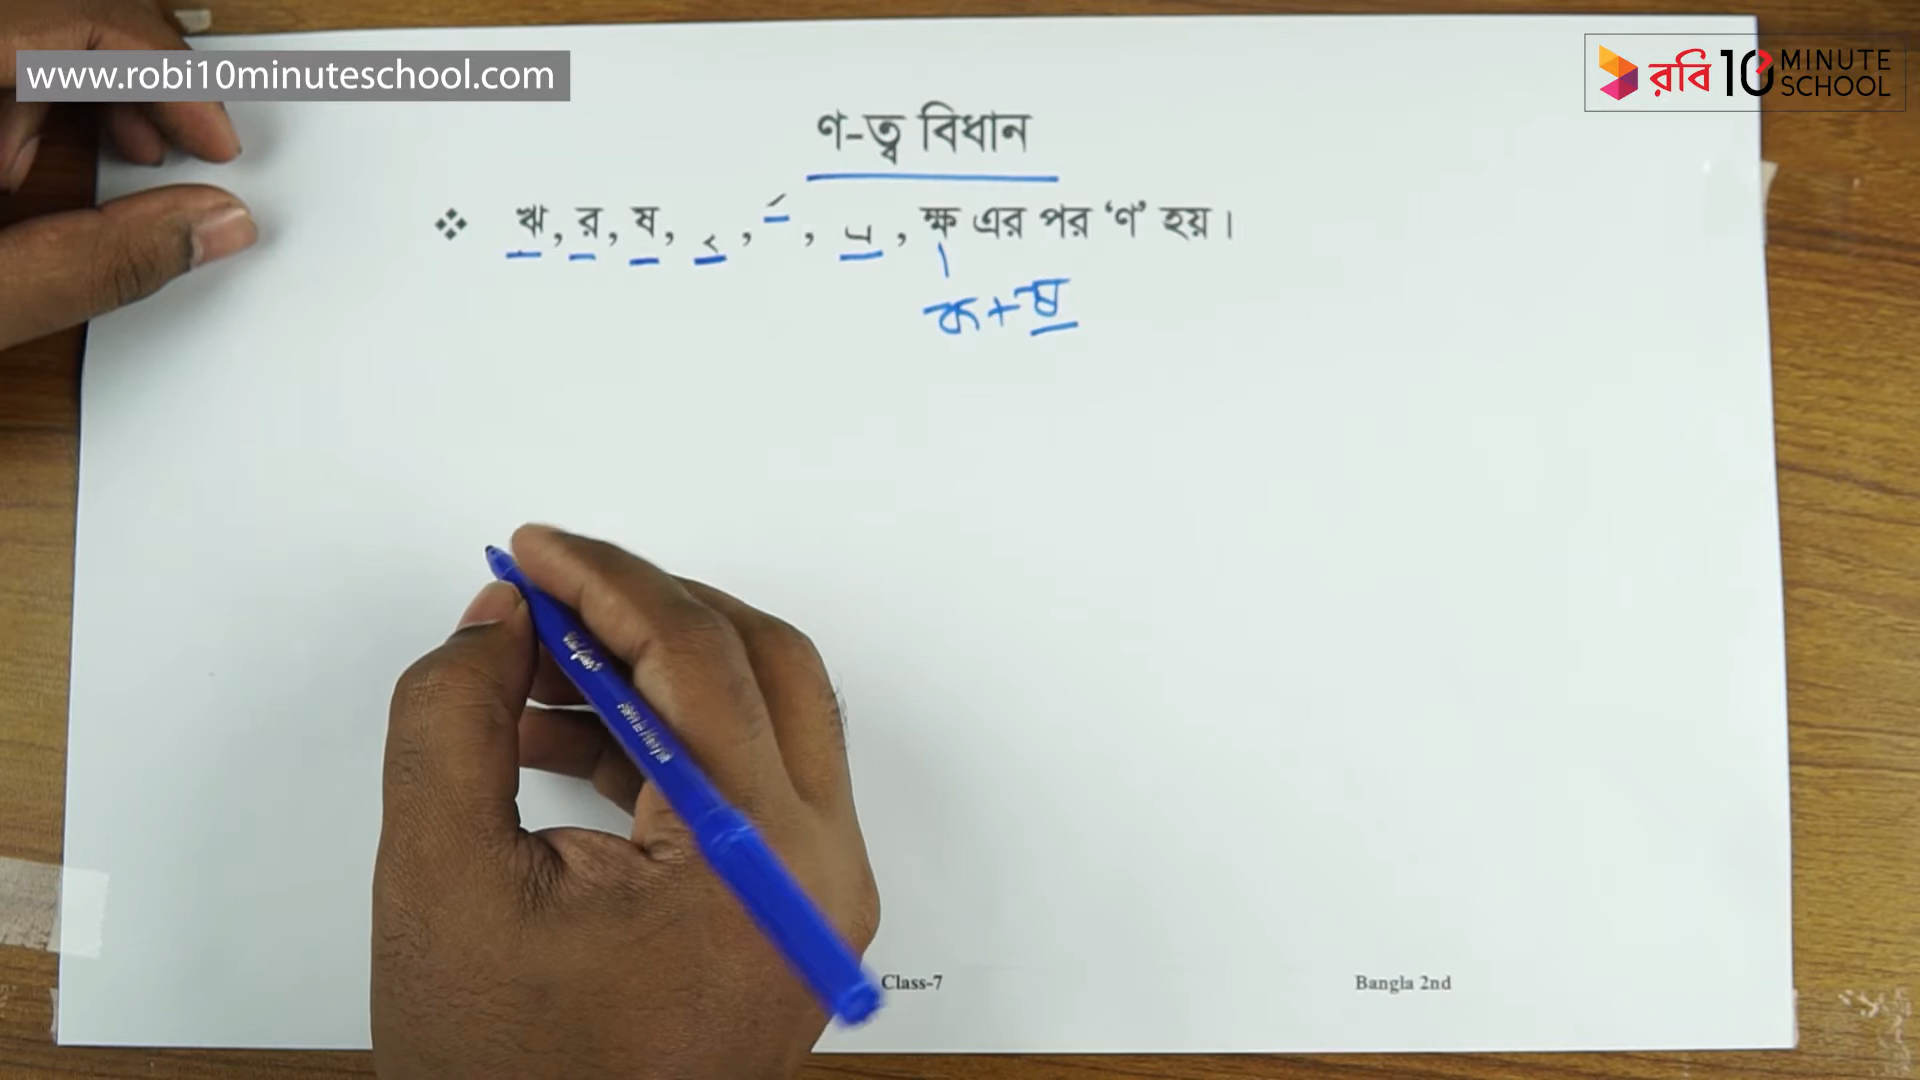 www.robi10minuteschool.com
রবি 10 MINUTE SCHOOL
ণ-ত্ব বিধান
❖ ঋ, র, ষ, ৃ, র্, ্র, ক্ষ এর পর ‘ণ’ হয়।
ক+ষ
Class-7
Bangla 2nd